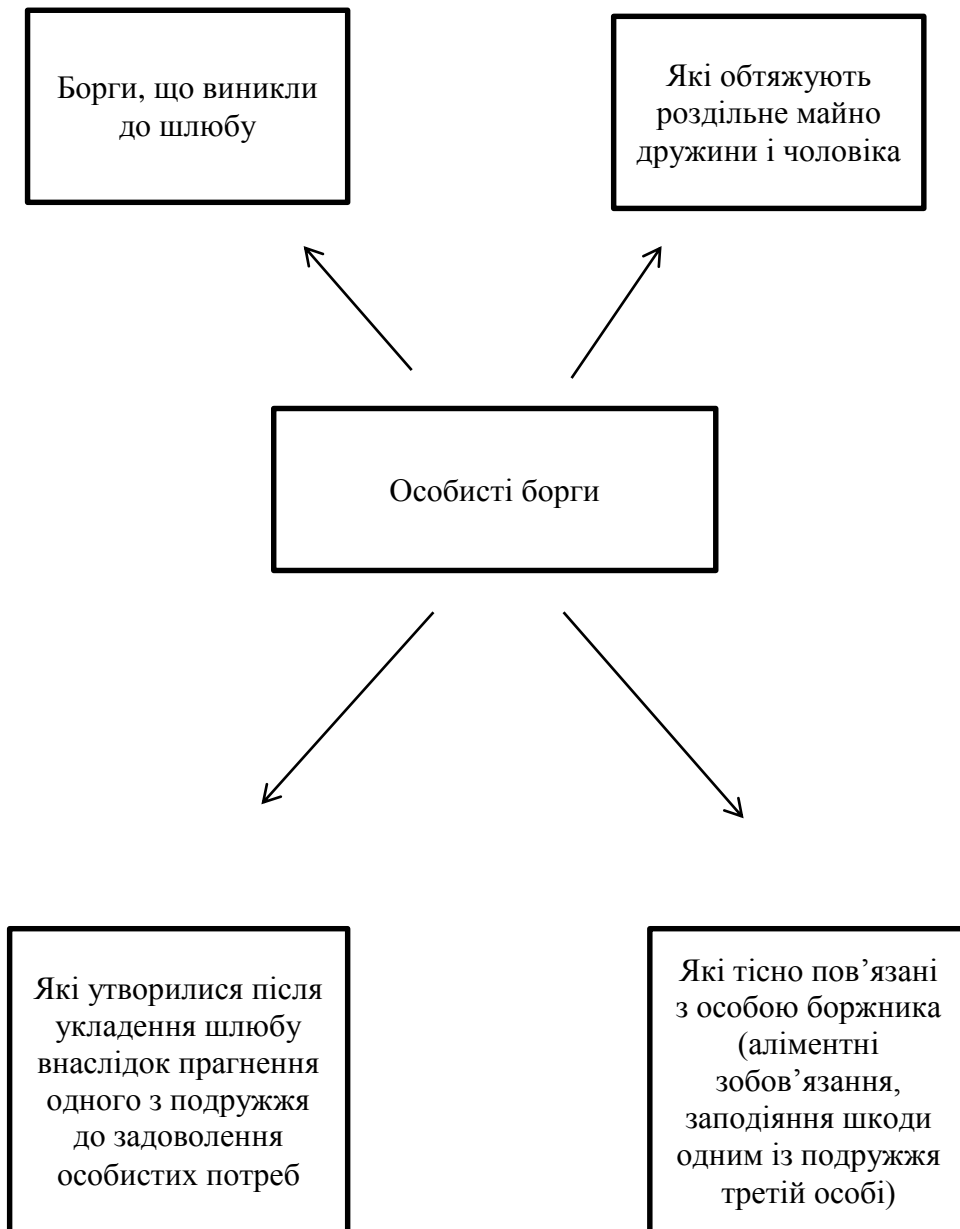 Борги, що виникли
до шлюбу
Які обтяжують
роздільне майно
дружини і чоловіка
Особисті борги
Які утворилися після
укладення шлюбу
внаслідок прагнення
одного з подружжя
до задоволення
особистих потреб
Які тісно пов’язані
з особою боржника
(аліментні
зобов’язання,
заподіяння шкоди
одним із подружжя
третій особі)